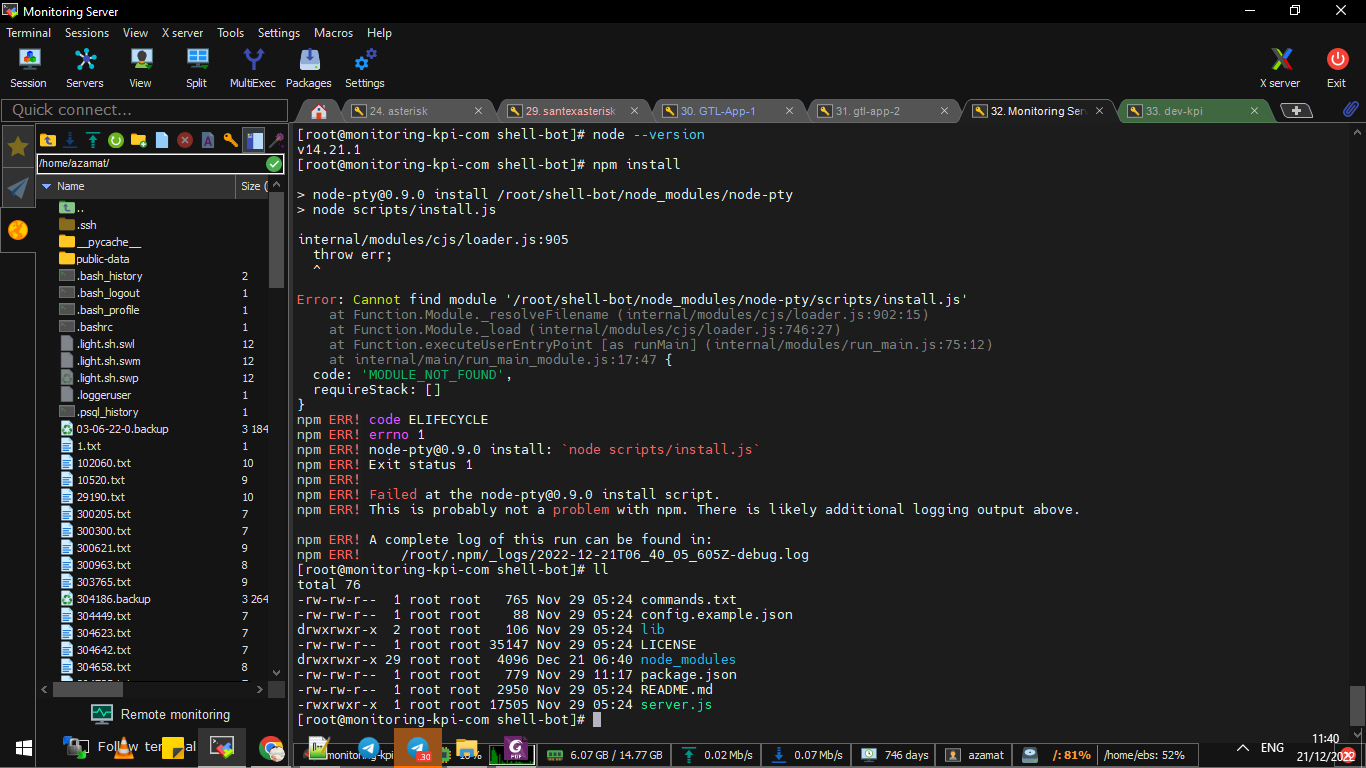 Monitoring Server
Terminal Sessions View X server Tools Settings Macros Help
Session Servers View Split MultiExec Packages Settings X server Exit
Quick connect...
24. asterisk
29. santexasterisk
30. GTL-App-1
31. gtl-app-2
32. Monitoring Ser
33. dev-kpi
/home/azamat/
Name Size (
..
.ssh
__pycache__
public-data
.bash_history 2
.bash_logout 1
.bash_profile 1
.bashrc 1
.light.sh.swl 12
.light.sh.swm 12
.light.sh.swp 12
.loggeruser 1
.psql_history 1
03-06-22-0.backup 3 184
1.txt 1
102060.txt 10
10520.txt 9
29190.txt 10
300205.txt 7
300300.txt 7
300621.txt 9
300963.txt 8
303765.txt 9
304186.backup 3 264
304449.txt 7
304623.txt 7
304642.txt 7
304658.txt 8
Remote monitoring
[root@monitoring-kpi-com shell-bot]# node --version
v14.21.1
[root@monitoring-kpi-com shell-bot]# npm install
> node-pty@0.9.0 install /root/shell-bot/node_modules/node-pty
> node scripts/install.js
internal/modules/cjs/loader.js:905
throw err;
^
Error: Cannot find module '/root/shell-bot/node_modules/node-pty/scripts/install.js'
at Function.Module._resolveFilename (internal/modules/cjs/loader.js:902:15)
at Function.Module._load (internal/modules/cjs/loader.js:746:27)
at Function.executeUserEntryPoint [as runMain] (internal/modules/run_main.js:75:12)
at internal/main/run_main_module.js:17:47 {
code: 'MODULE_NOT_FOUND',
requireStack: []
}
npm ERR! code ELIFECYCLE
npm ERR! errno 1
npm ERR! node-pty@0.9.0 install: `node scripts/install.js`
npm ERR! Exit status 1
npm ERR!
npm ERR! Failed at the node-pty@0.9.0 install script.
npm ERR! This is probably not a problem with npm. There is likely additional logging output above.
npm ERR! A complete log of this run can be found in:
npm ERR! /root/.npm/_logs/2022-12-21T06_40_05_605Z-debug.log
[root@monitoring-kpi-com shell-bot]# ll
total 76
-rw-rw-r-- 1 root root 765 Nov 29 05:24 commands.txt
-rw-rw-r-- 1 root root 88 Nov 29 05:24 config.example.json
drwxrwxr-x 2 root root 106 Nov 29 05:24 lib
-rw-rw-r-- 1 root root 35147 Nov 29 05:24 LICENSE
drwxrwxr-x 29 root root 4096 Dec 21 06:40 node_modules
-rw-rw-r-- 1 root root 779 Nov 29 11:17 package.json
-rw-rw-r-- 1 root root 2950 Nov 29 05:24 README.md
-rwxrwxr-x 1 root root 17505 Nov 29 05:24 server.js
[root@monitoring-kpi-com shell-bot]#
6.07 GB / 14.77 GB 0.02 Mb/s 0.07 Mb/s 746 days azamat /: 81% /home/ebs: 52%
ENG
11:40
21/12/2022